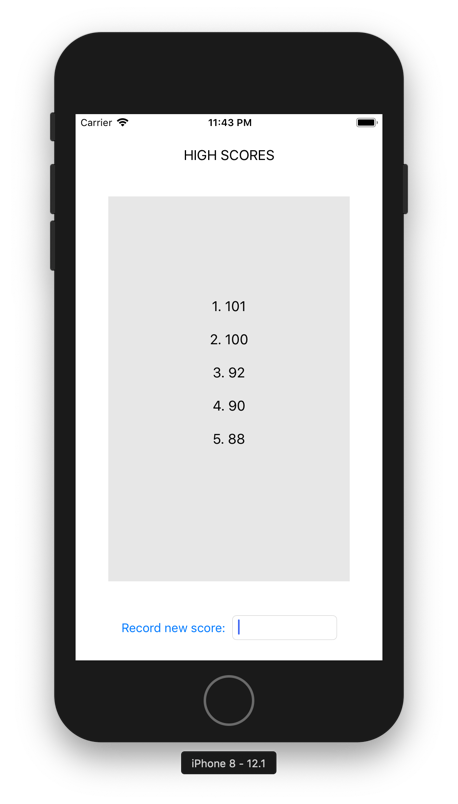 Carrier 11:43 PM
HIGH SCORES
1. 101
2. 100
3. 92
4. 90
5. 88
Record new score:
iPhone 8 - 12.1